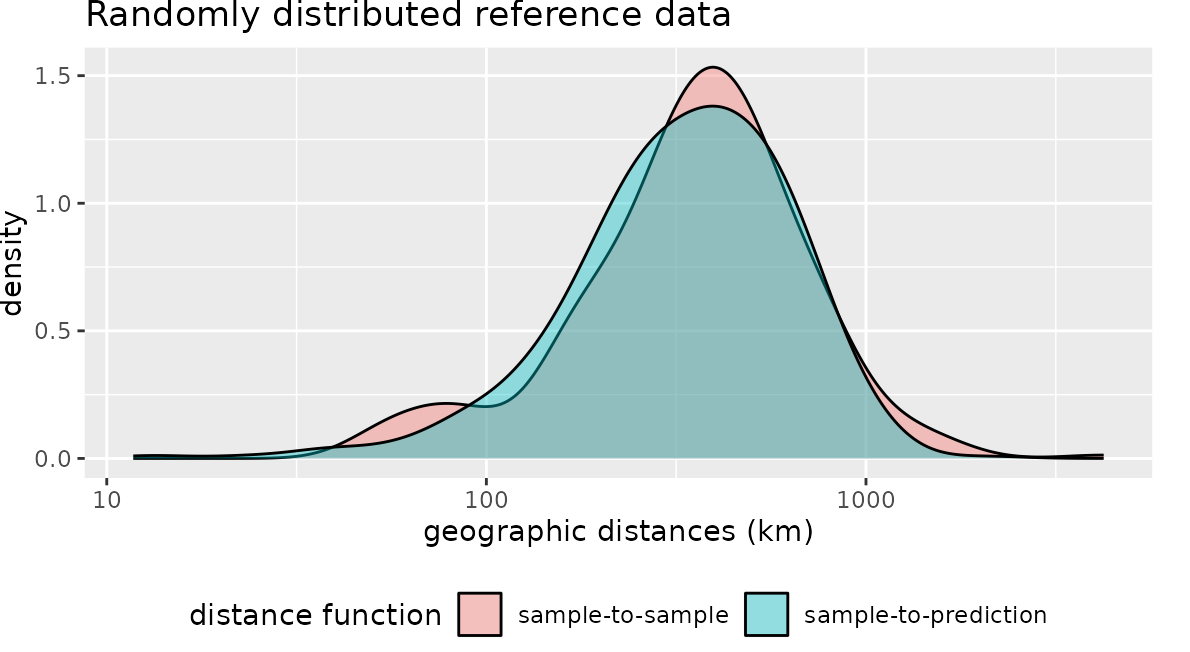 Randomly distributed reference data
1.5
1.0
0.5
0.0
density
10 100 1000
geographic distances (km)
distance function sample-to-sample sample-to-prediction